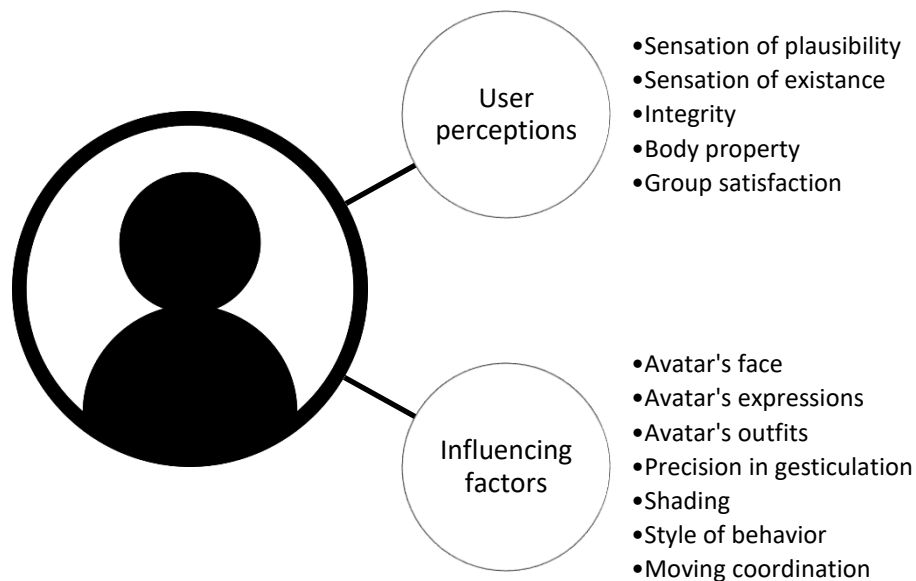 User
perceptions
•Sensation of plausibility
•Sensation of existance
•Integrity
•Body property
•Group satisfaction
Influencing
factors
•Avatar's face
•Avatar's expressions
•Avatar's outfits
•Precision in gesticulation
•Shading
•Style of behavior
•Moving coordination